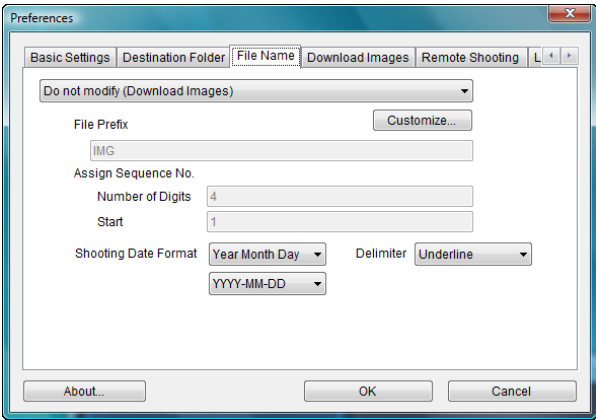 Preferences
Basic Settings Destination Folder File Name Download Images Remote Shooting L
Do not modify (Download Images)
File Prefix Customize...
IMG
Assign Sequence No.
Number of Digits 4
Start 1
Shooting Date Format Year Month Day Delimiter Underline
YYYY-MM-DD
About... OK Cancel